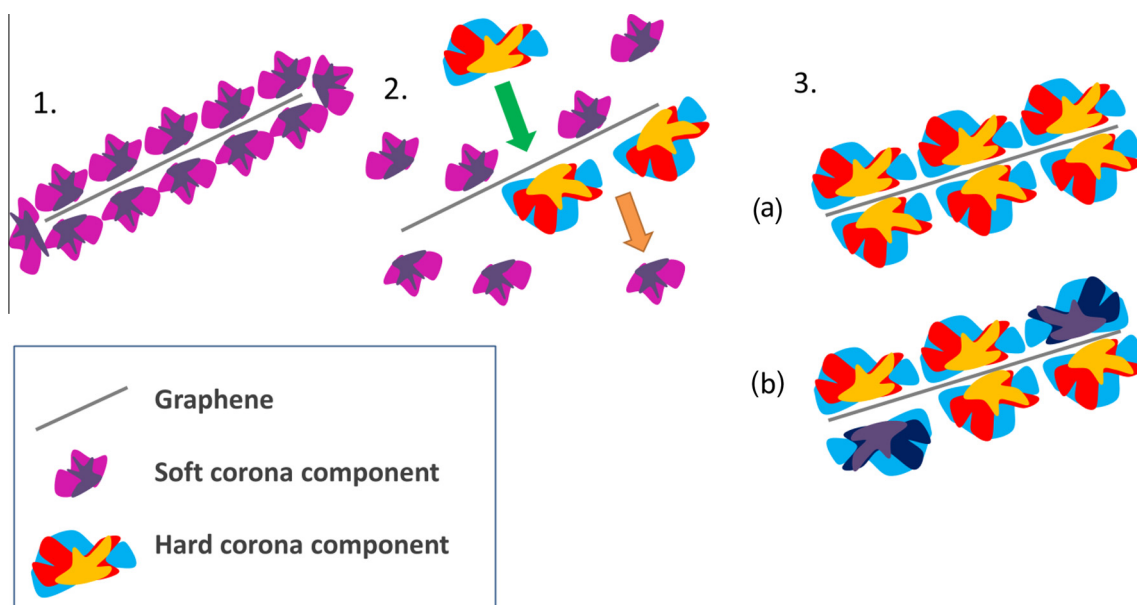 1.
2.
3.
(a)
(b)
Graphene
Soft corona component
Hard corona component